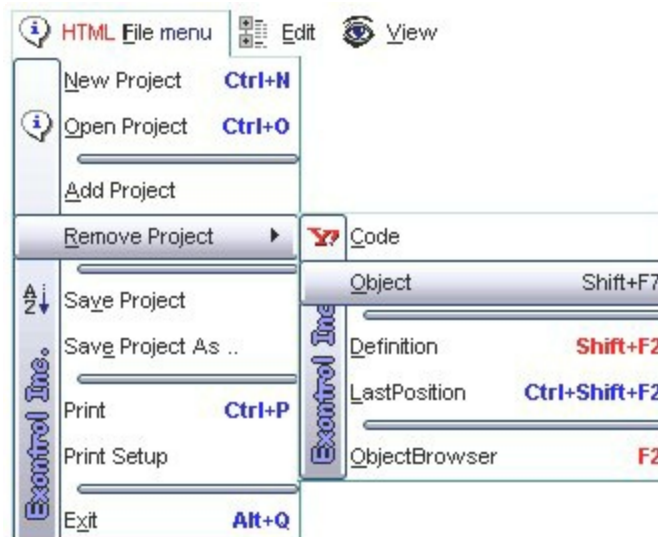 HTML File menu Edit View
New Project Ctrl+N
Open Project Ctrl+O
Add Project
Remove Project
Save Project
Save Project As ..
Print Ctrl+P
Print Setup
Exit Alt+Q
Exontrol Inc.
Code
Object Shift+F7
Definition Shift+F2
LastPosition Ctrl+Shift+F2
ObjectBrowser F2
Exontrol Inc